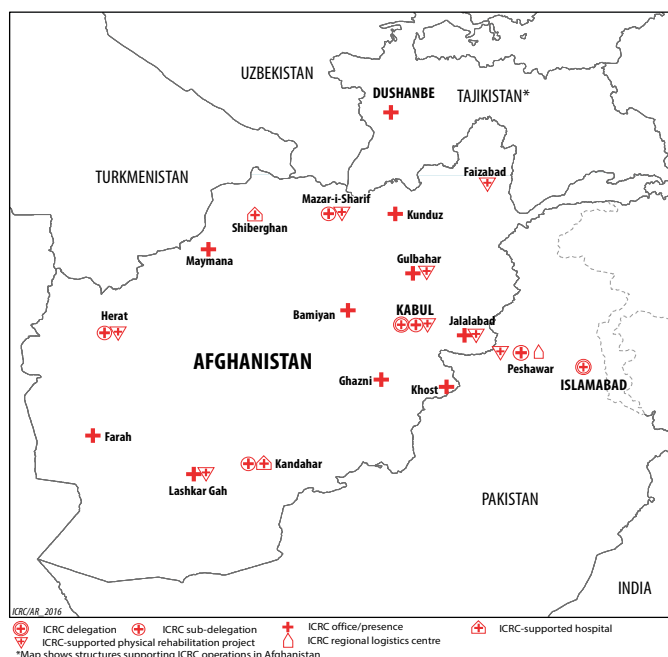 UZBEKISTAN
DUSHANBE
TAJIKISTAN*
TURKMENISTAN
Faizabad
Mazar-i-Sharif
Shiberghan
Kunduz
Maymana
Gulbahar
Herat
Bamiyan
KABUL
Jalalabad
Peshawar
AFGHANISTAN
ISLAMABAD
Ghazni
Khost
Farah
Kandahar
Lashkar Gah
PAKISTAN
INDIA
ICRC/AR_2016
ICRC delegation ICRC sub-delegation ICRC office/presence ICRC-supported hospital
ICRC-supported physical rehabilitation project ICRC regional logistics centre
*Map shows structures supporting ICRC operations in Afghanistan